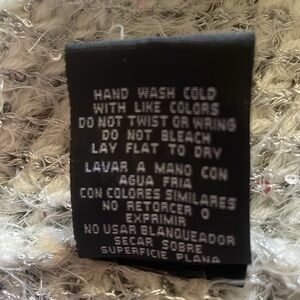 HAND WASH COLD
WITH LIKE COLORS
DO NOT TWIST OR WRING
DO NOT BLEACH
LAY FLAT TO DRY
LAVAR A MANO CON
AGUA FRIA
CON COLORES SIMILARES
NO RETORCER O
EXPRIMIR
NO USAR BLANQUEADOR
SECAR SOBRE
SUPERFICIE PLANA